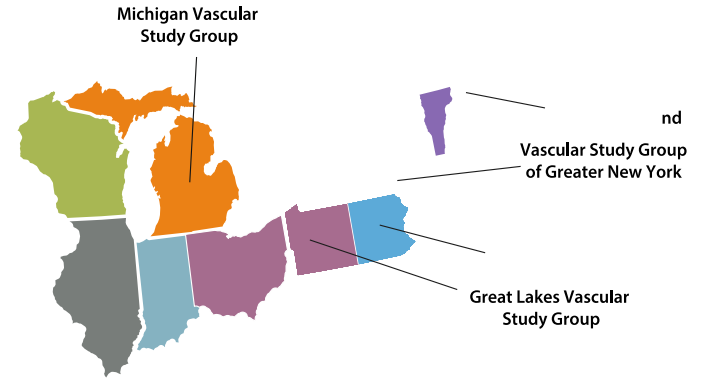 Michigan Vascular
Study Group
nd
Vascular Study Group
of Greater New York
Great Lakes Vascular
Study Group